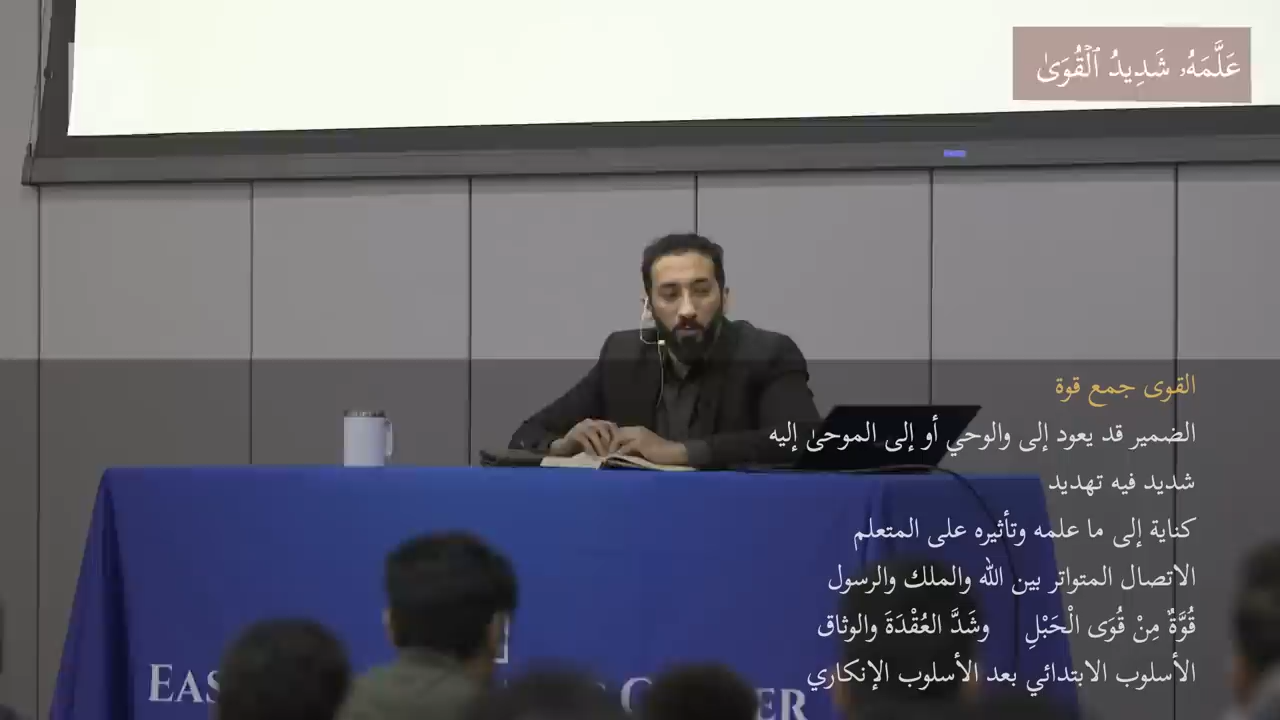 عَلَّمَهُۥ شَدِيدُ ٱلْقُوَىٰ
القوى جمع قوة
الضمير قد يعود إلى والوحي أو إلى الموحىٰ إليه
شديد فيه تهديد
كناية إلى ما علمه وتأثيره على المتعلم
الاتصال المتواتر بين الله والملك والرسول
قُوَّةٌ مِنْ قُوَى الْحَبْلِ وشَدَّ العُقْدَةَ والوثاق
الأسلوب الابتدائي بعد الأسلوب الإنكاري